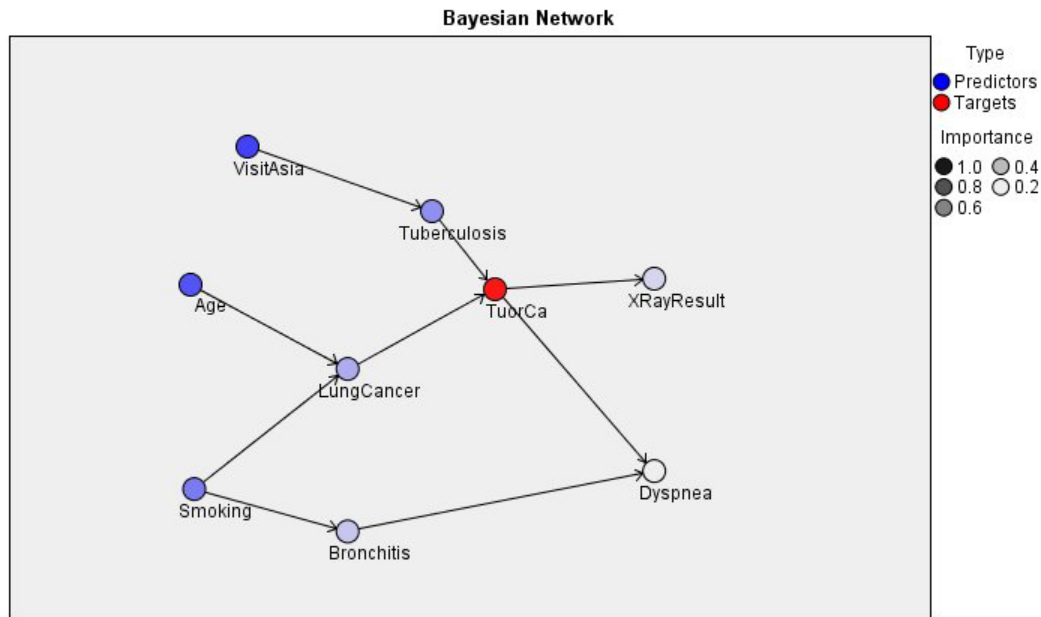 Bayesian Network
Type
Predictors
Targets
Importance
1.0 0.4
0.8 0.2
0.6
VisitAsia
Tuberculosis
Age
TuorCa
XRayResult
LungCancer
Smoking
Dyspnea
Bronchitis